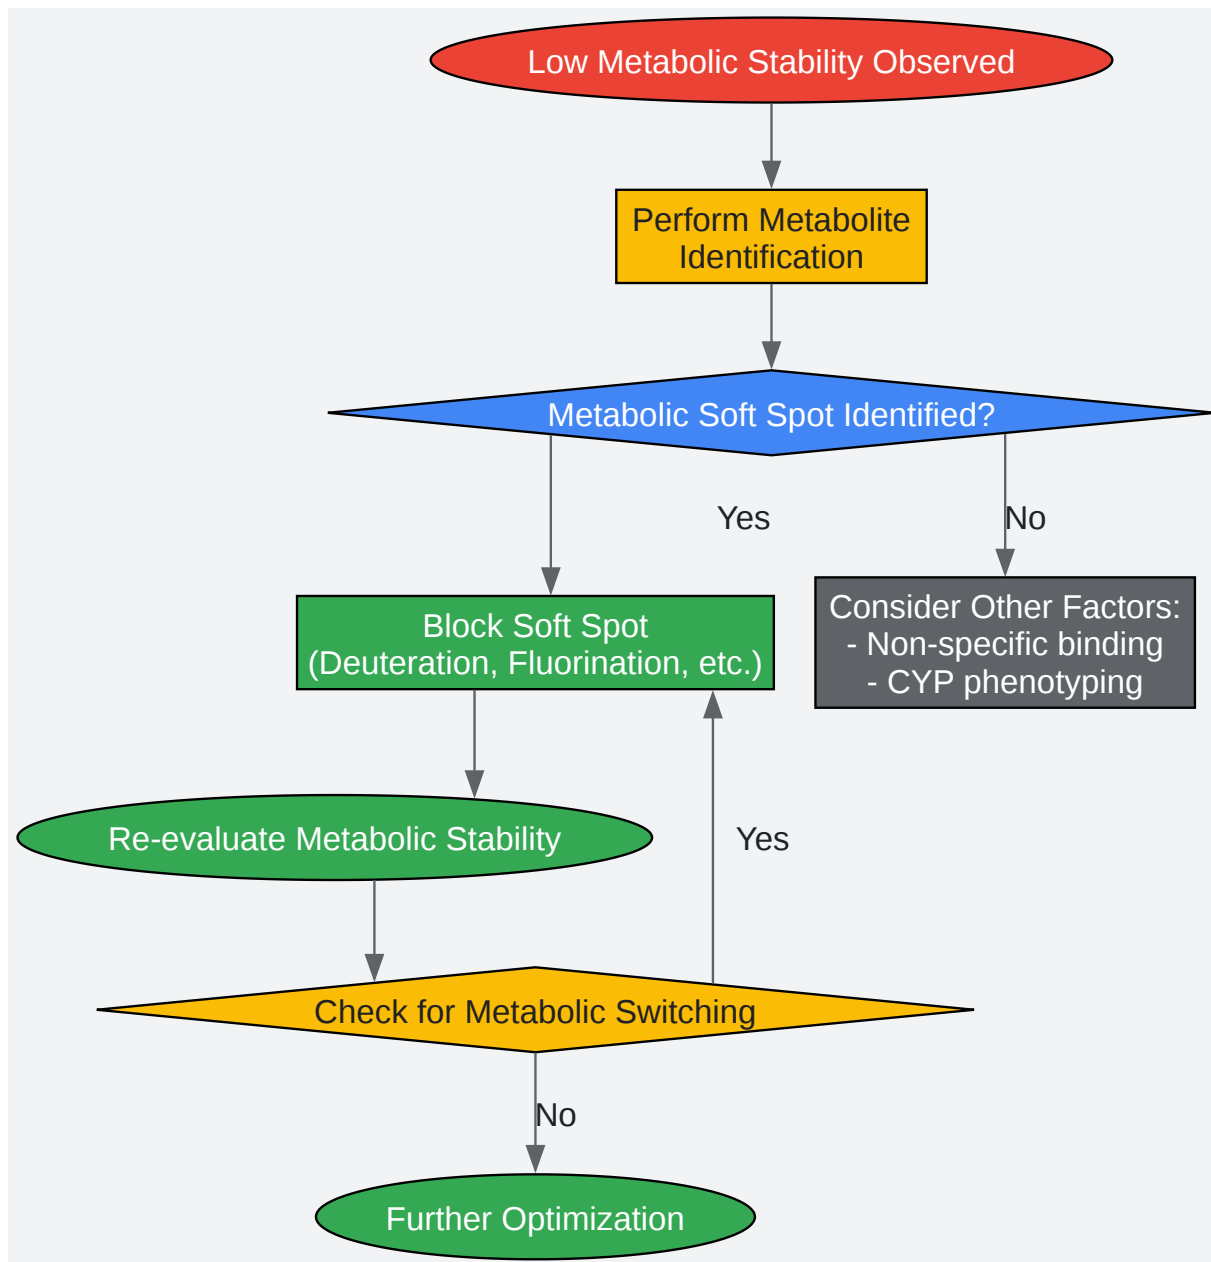 Low Metabolic Stability Observed
Perform Metabolite
Identification
Metabolic Soft Spot Identified?
Yes
No
Block Soft Spot
(Deuteration, Fluorination, etc.)
Consider Other Factors:
- Non-specific binding
- CYP phenotyping
Re-evaluate Metabolic Stability
Yes
Check for Metabolic Switching
No
Further Optimization